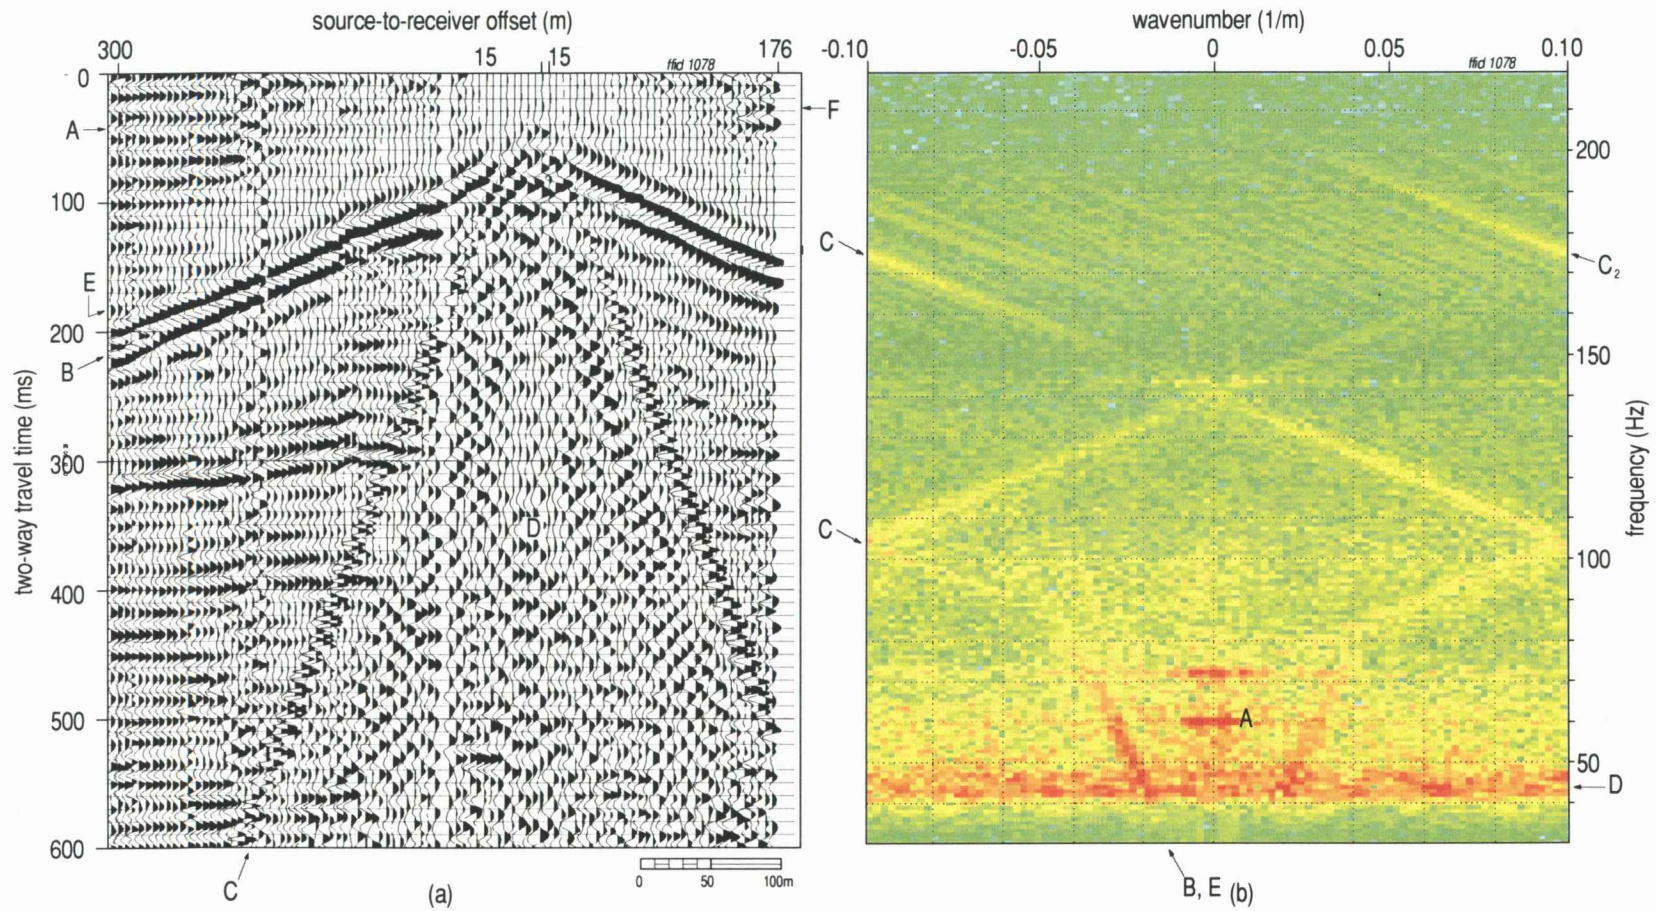 source-to-receiver offset (m)
300 15 15 176
ffid 1078
0
100
200
300
400
500
600
two-way travel time (ms)
A
E
B
C
D
F
0 50 100m
(a)
wavenumber (1/m)
-0.10 -0.05 0 0.05 0.10
ffid 1078
200
150
100
50
frequency (Hz)
C
C
C2
A
D
B, E
(b)